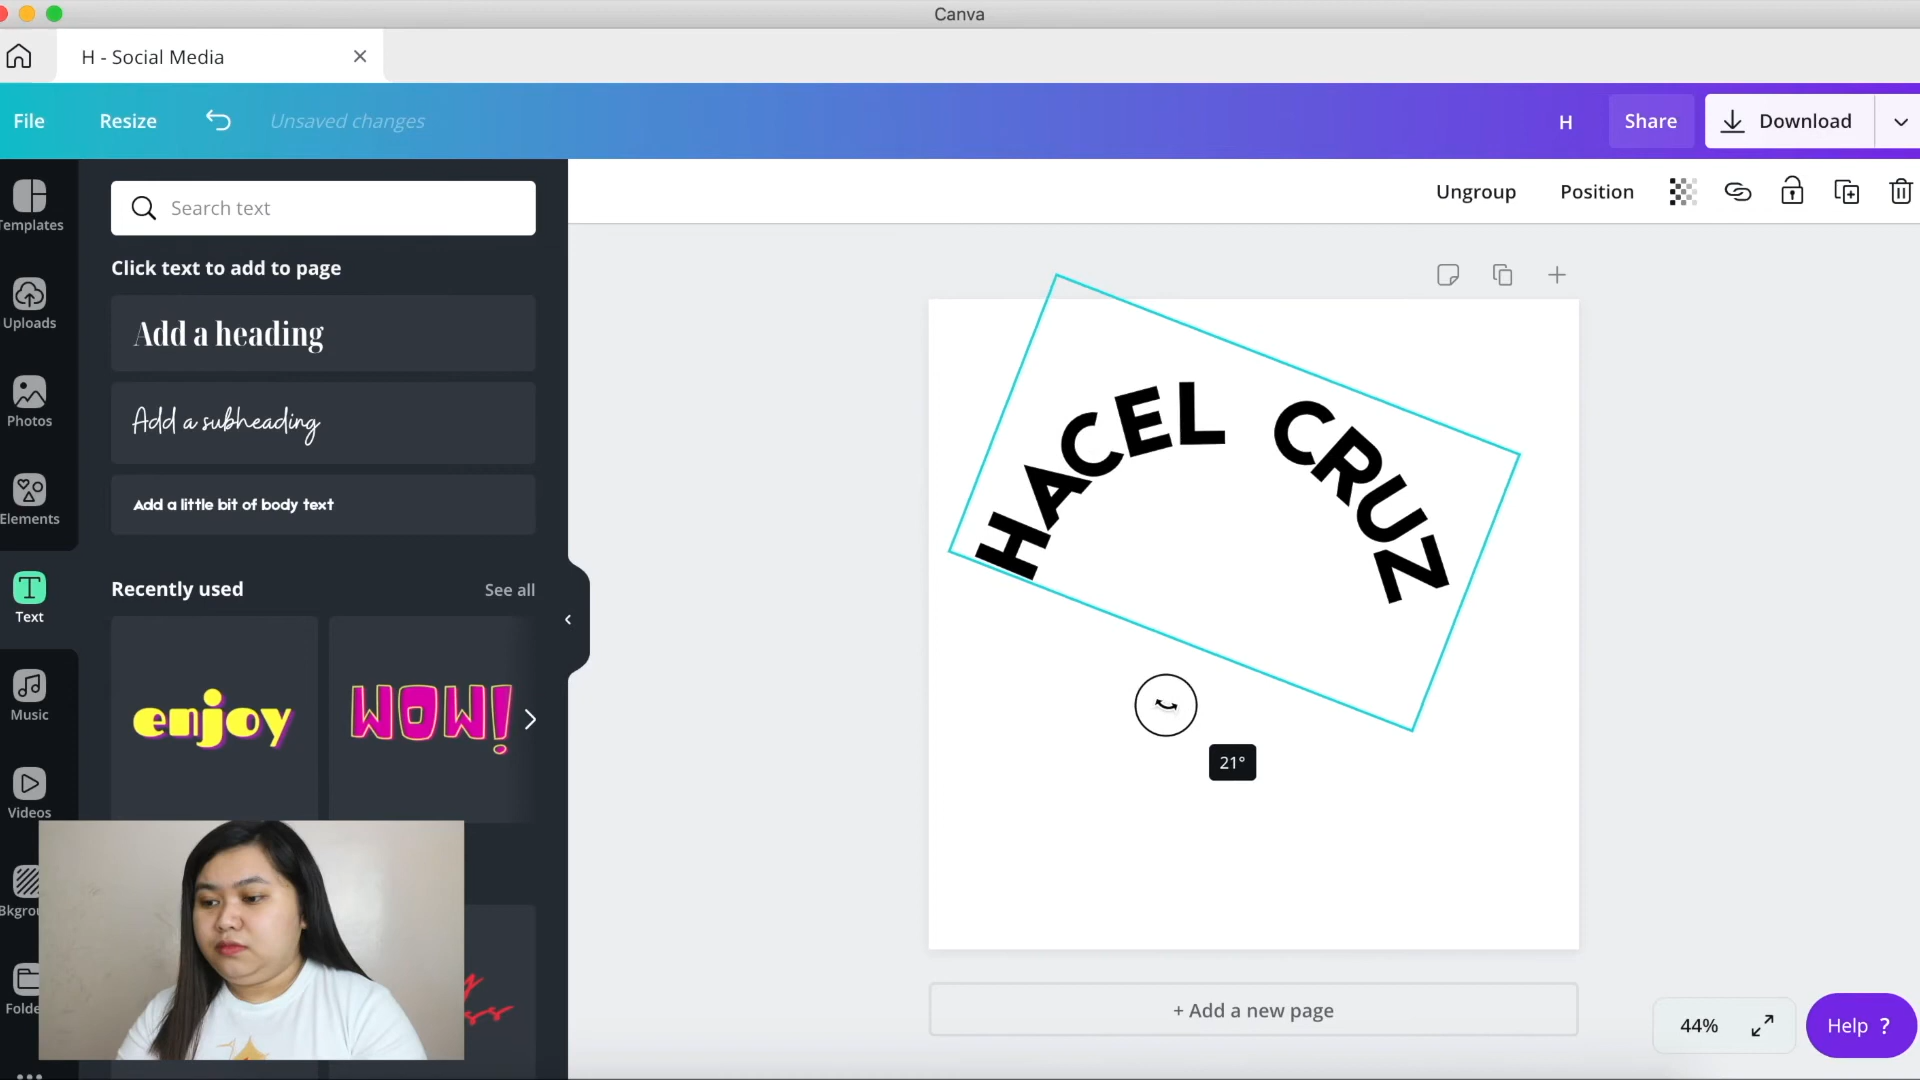 Canva
H - Social Media
File
Resize
Unsaved changes
H
Share
Download
Ungroup
Position
Templates
Uploads
Photos
Elements
Text
Music
Videos
Search text
Click text to add to page
Add a heading
Add a subheading
Add a little bit of body text
Recently used
See all
enjoy
WOW!
HACEL CRUZ
21°
+ Add a new page
44%
Help ?